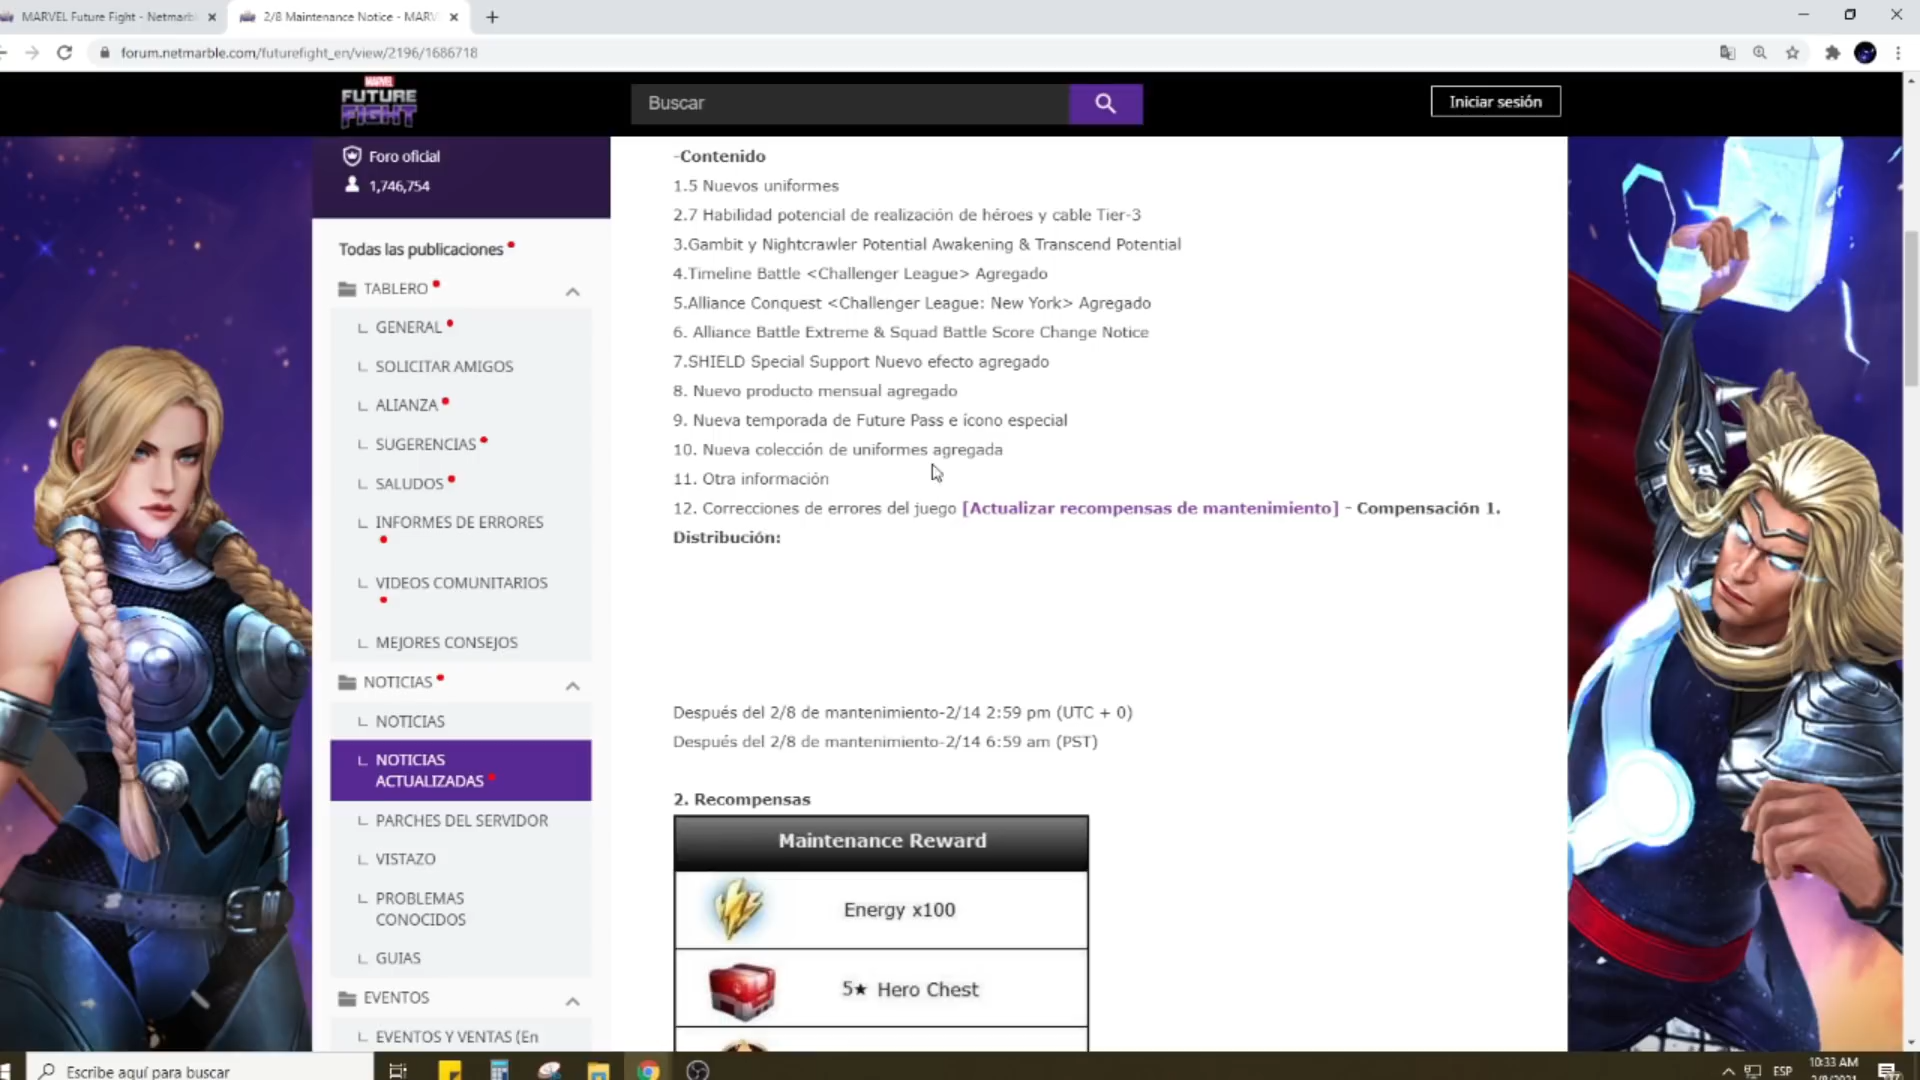 MARVEL Future Fight - Netmarb
2/8 Maintenance Notice - MARV
forum.netmarble.com/futurefight_en/view/2196/1686718
MARVEL
FUTURE
FIGHT
Buscar
Iniciar sesión
Foro oficial
1,746,754
Todas las publicaciones
TABLERO
GENERAL
SOLICITAR AMIGOS
ALIANZA
SUGERENCIAS
SALUDOS
INFORMES DE ERRORES
VIDEOS COMUNITARIOS
MEJORES CONSEJOS
NOTICIAS
NOTICIAS
NOTICIAS
ACTUALIZADAS
PARCHES DEL SERVIDOR
VISTAZO
PROBLEMAS
CONOCIDOS
GUIAS
EVENTOS
EVENTOS Y VENTAS (En
-Contenido
1.5 Nuevos uniformes
2.7 Habilidad potencial de realización de héroes y cable Tier-3
3.Gambit y Nightcrawler Potential Awakening & Transcend Potential
4.Timeline Battle <Challenger League> Agregado
5.Alliance Conquest <Challenger League: New York> Agregado
6. Alliance Battle Extreme & Squad Battle Score Change Notice
7.SHIELD Special Support Nuevo efecto agregado
8. Nuevo producto mensual agregado
9. Nueva temporada de Future Pass e ícono especial
10. Nueva colección de uniformes agregada
11. Otra información
12. Correcciones de errores del juego [Actualizar recompensas de mantenimiento] - Compensación 1.
Distribución:
Después del 2/8 de mantenimiento-2/14 2:59 pm (UTC + 0)
Después del 2/8 de mantenimiento-2/14 6:59 am (PST)
2. Recompensas
Maintenance Reward
Energy x100
5★ Hero Chest
Escribe aquí para buscar
ESP
10:33 AM